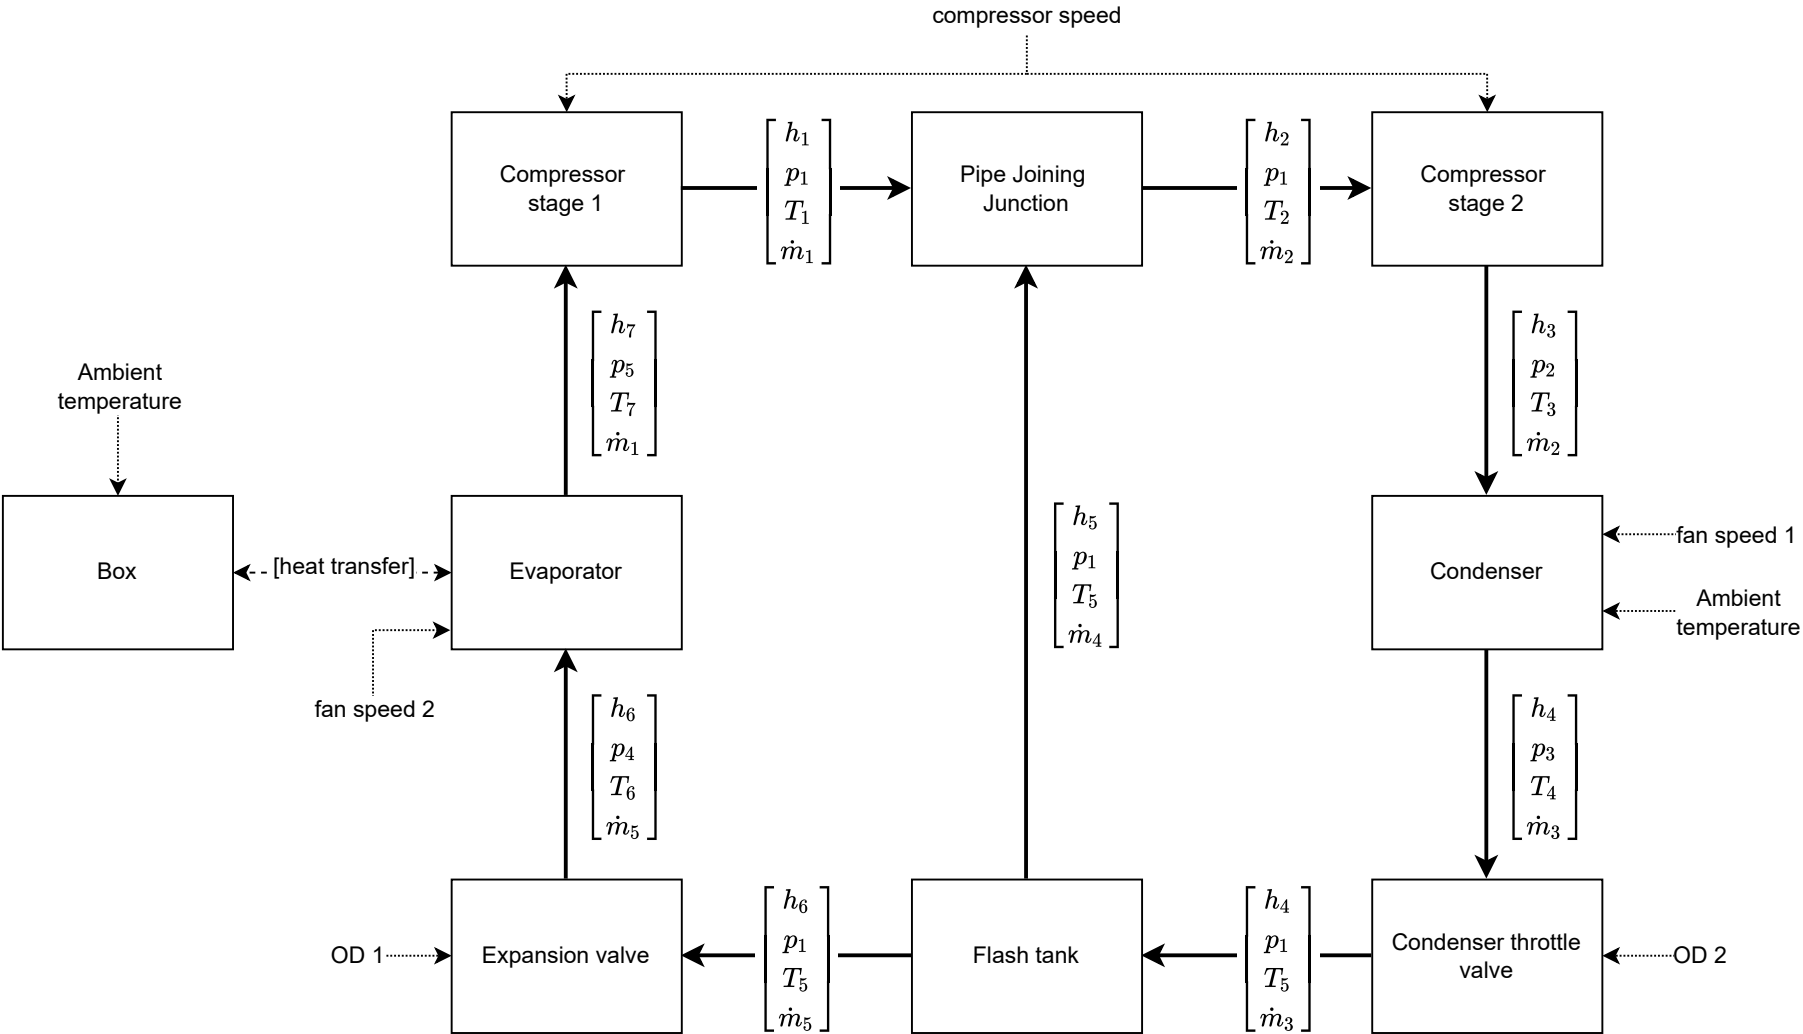 compressor speed
Compressor
stage 1
h₁
p₁
T₁
ṁ₁
Pipe Joining
Junction
h₂
p₁
T₂
ṁ₂
Compressor
stage 2
h₇
p₅
T₇
ṁ₁
h₃
p₂
T₃
ṁ₂
Ambient
temperature
Box
[heat transfer]
Evaporator
fan speed 2
h₅
p₁
T₅
ṁ₄
Condenser
fan speed 1
Ambient
temperature
h₆
p₄
T₆
ṁ₅
h₄
p₃
T₄
ṁ₃
OD 1
Expansion valve
h₆
p₁
T₅
ṁ₅
Flash tank
h₄
p₁
T₅
ṁ₃
Condenser throttle
valve
OD 2